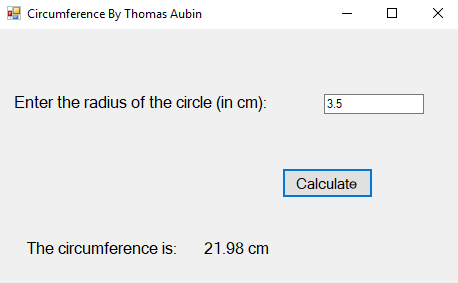 Circumference By Thomas Aubin
Enter the radius of the circle (in cm): 3.5
Calculate
The circumference is: 21.98 cm